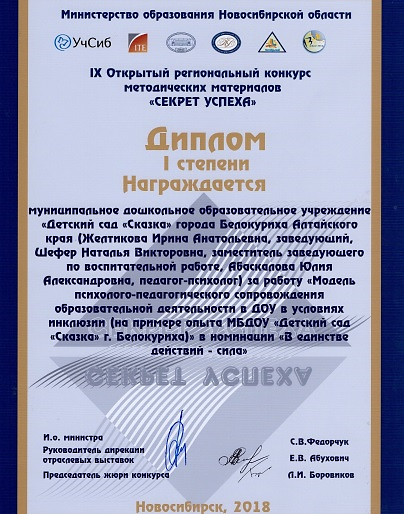 Министерство образования Новосибирской области
УчСиб
ITE
2
IX Открытый региональный конкурс
методических материалов
«СЕКРЕТ УСПЕХА»
Диплом
I степени
Награждается
муниципальное дошкольное образовательное учреждение
«Детский сад «Сказка» города Белокуриха Алтайского
края (Желтикова Ирина Анатольевна, заведующий,
Шефер Наталья Викторовна, заместитель заведующего
по воспитательной работе, Абаскалова Юлия
Александровна, педагог-психолог) за работу «Модель
психолого-педагогического сопровождения
образовательной деятельности в ДОУ в условиях
инклюзии (на примере опыта МБДОУ «Детский сад
«Сказка» г. Белокуриха)» в номинации «В единстве
действий - сила»
СЕКРЕТ УСПЕХА
И.о. министра С.В.Федорчук
Руководитель дирекции
отраслевых выставок Е.В. Абухович
Председатель жюри конкурса Л.И. Боровиков
Новосибирск, 2018